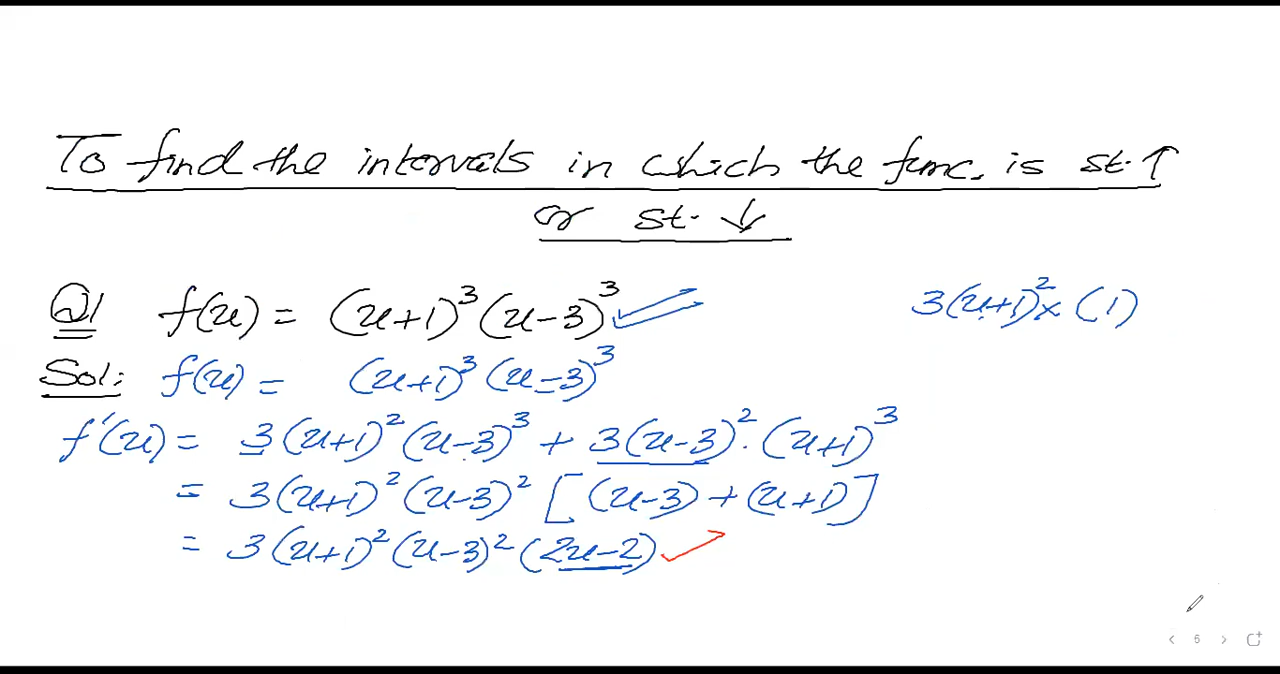 To find the intervals in which the func. is st. ↑
or st. ↓
Q1 f(x) = (x+1)³ (x-3)³
3(x+1)² × (1)
Sol: f(x) = (x+1)³ (x-3)³
f'(x) = 3(x+1)² (x-3)³ + 3(x-3)² · (x+1)³
= 3(x+1)² (x-3)² [(x-3) + (x+1)]
= 3(x+1)² (x-3)² (2x-2)
6